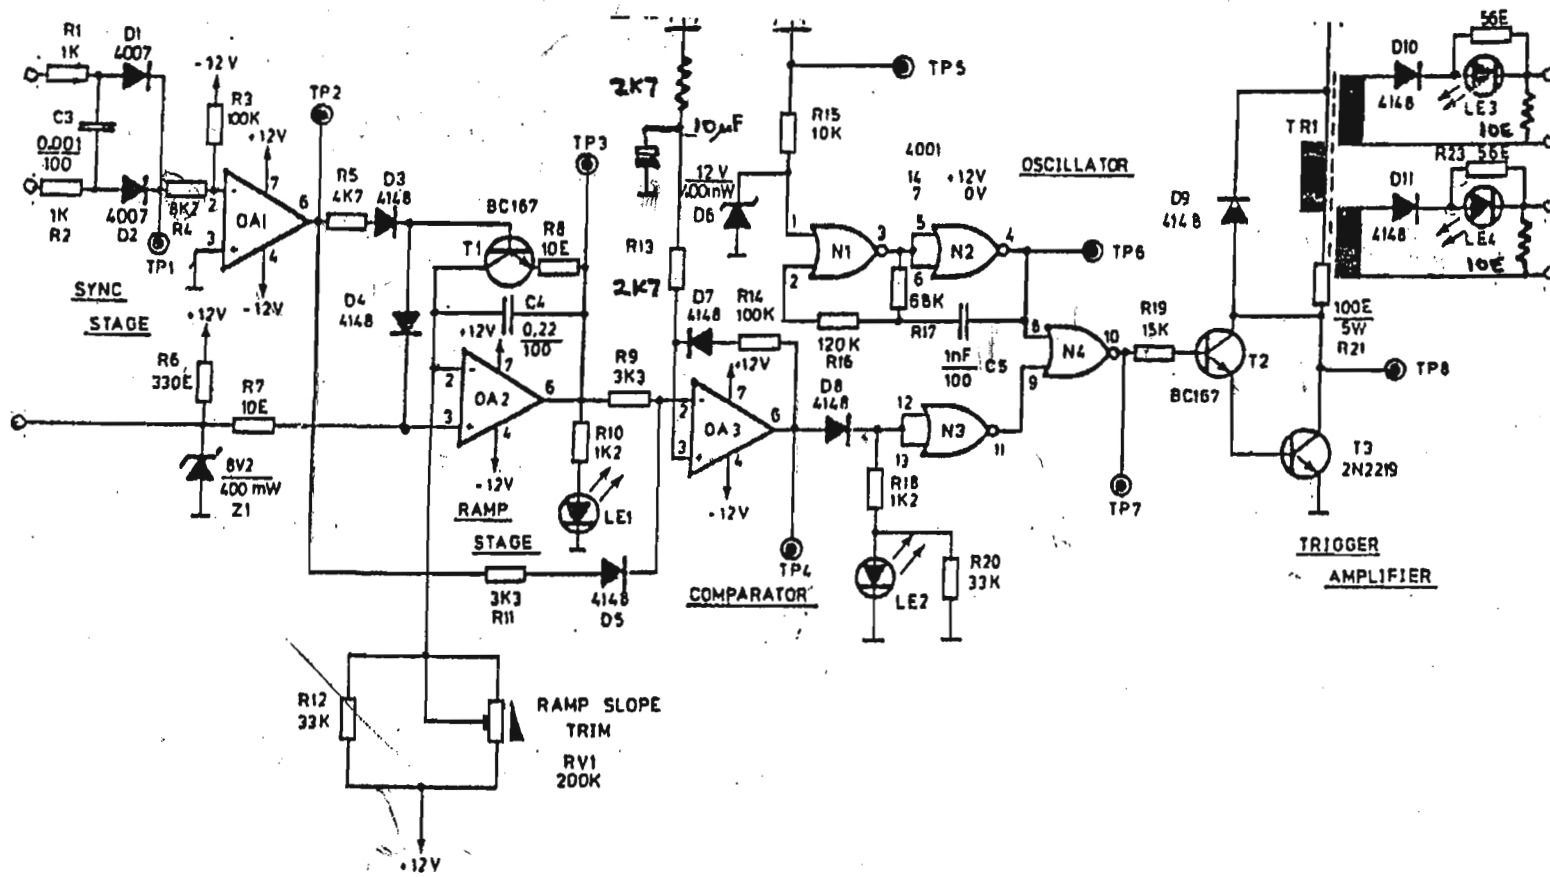 R1
1K
D1
4007
-12V
C3
0.001
100
R3
100K
+12V
TP2
7
2
3
4
6
OA1
1K
R2
4007
D2
8K2
R4
TP1
-12V
SYNC
STAGE
R5
4K7
D3
4148
BC167
T1
R8
10E
TP3
D4
4148
C4
0,22
100
+12V
R6
330E
R7
10E
+12V
8V2
400 mW
Z1
2
3
7
4
6
OA2
-12V
RAMP
STAGE
R9
3K3
R10
1K2
LE1
3K3
R11
4148
D5
R12
33K
RAMP SLOPE
TRIM
RV1
200K
+12V
2K7
10µF
12V
400mW
D6
R13
2K7
D7
4148
R14
100K
+12V
2
3
7
4
6
OA3
-12V
COMPARATOR
TP4
TP5
R15
10K
4001
14 +12V
7 0V
OSCILLATOR
1
2
N1
3
5
6
N2
4
TP6
68K
R17
120K
R16
1nF
100
C5
D8
4148
12
13
N3
11
8
9
N4
10
R18
1K2
LE2
R20
33K
TP7
R19
15K
BC167
T2
D9
4148
TR1
100E
5W
R21
TP8
T3
2N2219
TRIGGER
AMPLIFIER
56E
D10
4148
LE3
10E
R23
56E
D11
4148
LE4
10E